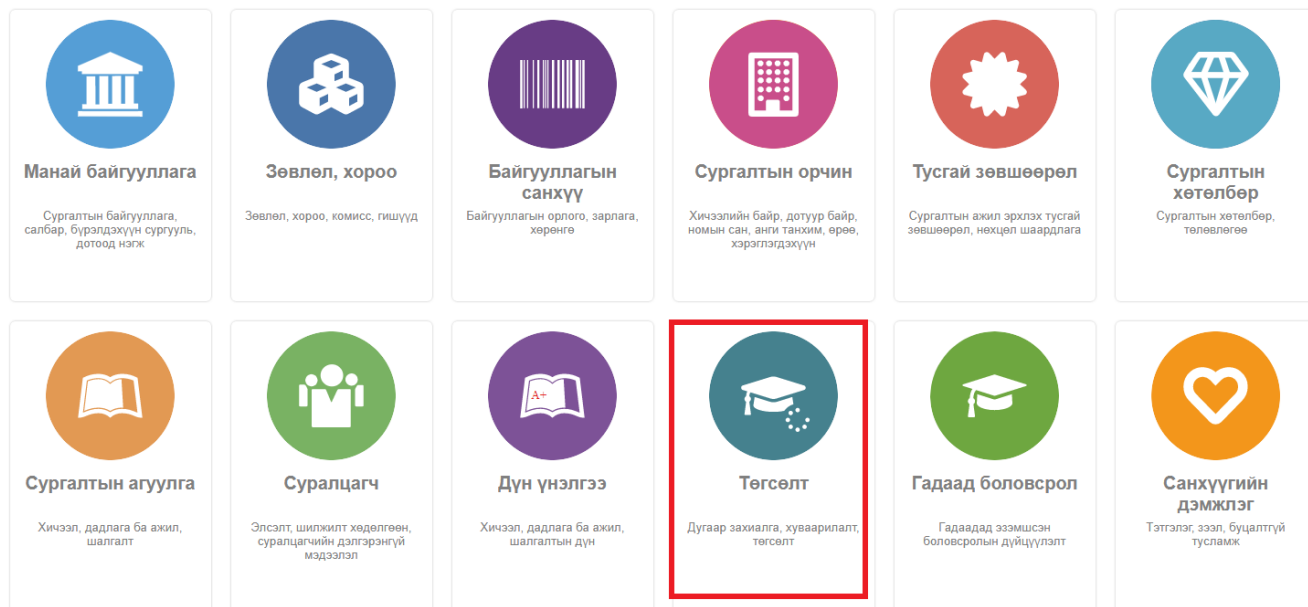 Манай байгууллага
Сургалтын байгууллага,
салбар, бүрэлдэхүүн сургууль,
дотоод нэгж
Зөвлөл, хороо
Зөвлөл, хороо, комисс, гишүүд
Байгууллагын
санхүү
Байгууллагын орлого, зарлага,
хөрөнгө
Сургалтын орчин
Хичээлийн байр, дотуур байр,
номын сан, анги танхим, өрөө,
хэрэглэгдэхүүн
Тусгай зөвшөөрөл
Сургалтын ажил эрхлэх тусгай
зөвшөөрөл, нөхцөл шаардлага
Сургалтын
хөтөлбөр
Сургалтын хөтөлбөр,
төлөвлөгөө
Сургалтын агуулга
Хичээл, дадлага ба ажил,
шалгалт
Суралцагч
Элсэлт, шилжилт хөдөлгөөн,
суралцагчийн дэлгэрэнгүй
мэдээлэл
A+
Дүн үнэлгээ
Хичээл, дадлага ба ажил,
шалгалтын дүн
Төгсөлт
Дугаар захиалга, хуваарилалт,
төгсөлт
Гадаад боловсрол
Гадаадад эзэмшсэн
боловсролын дүйцүүлэлт
Санхүүгийн
дэмжлэг
Тэтгэлэг, зээл, буцалтгүй
тусламж